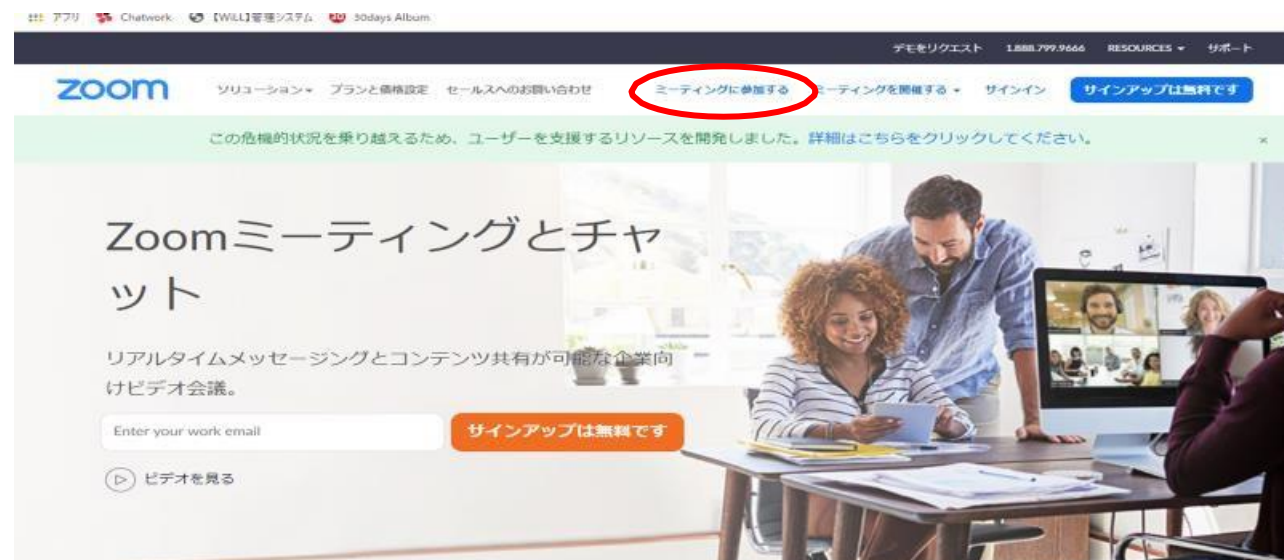 アプリ Chatwork 【WILL】管理システム 30days Album
デモをリクエスト 1.888.799.9666 RESOURCES サポート
zoom ソリューション プランと価格設定 セールスへのお問い合わせ ミーティングに参加する ミーティングを開催する サインイン サインアップは無料です
この危機的状況を乗り越えるため、ユーザーを支援するリソースを開発しました。詳細はこちらをクリックしてください。 ×
Zoomミーティングとチャ
ット
リアルタイムメッセージングとコンテンツ共有が可能な企業向
けビデオ会議。
Enter your work email サインアップは無料です
ビデオを見る